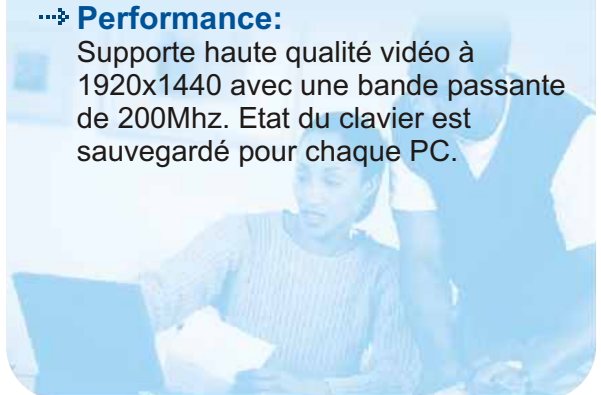 Performance:
Supporte haute qualité vidéo à
1920x1440 avec une bande passante
de 200Mhz. Etat du clavier est
sauvegardé pour chaque PC.